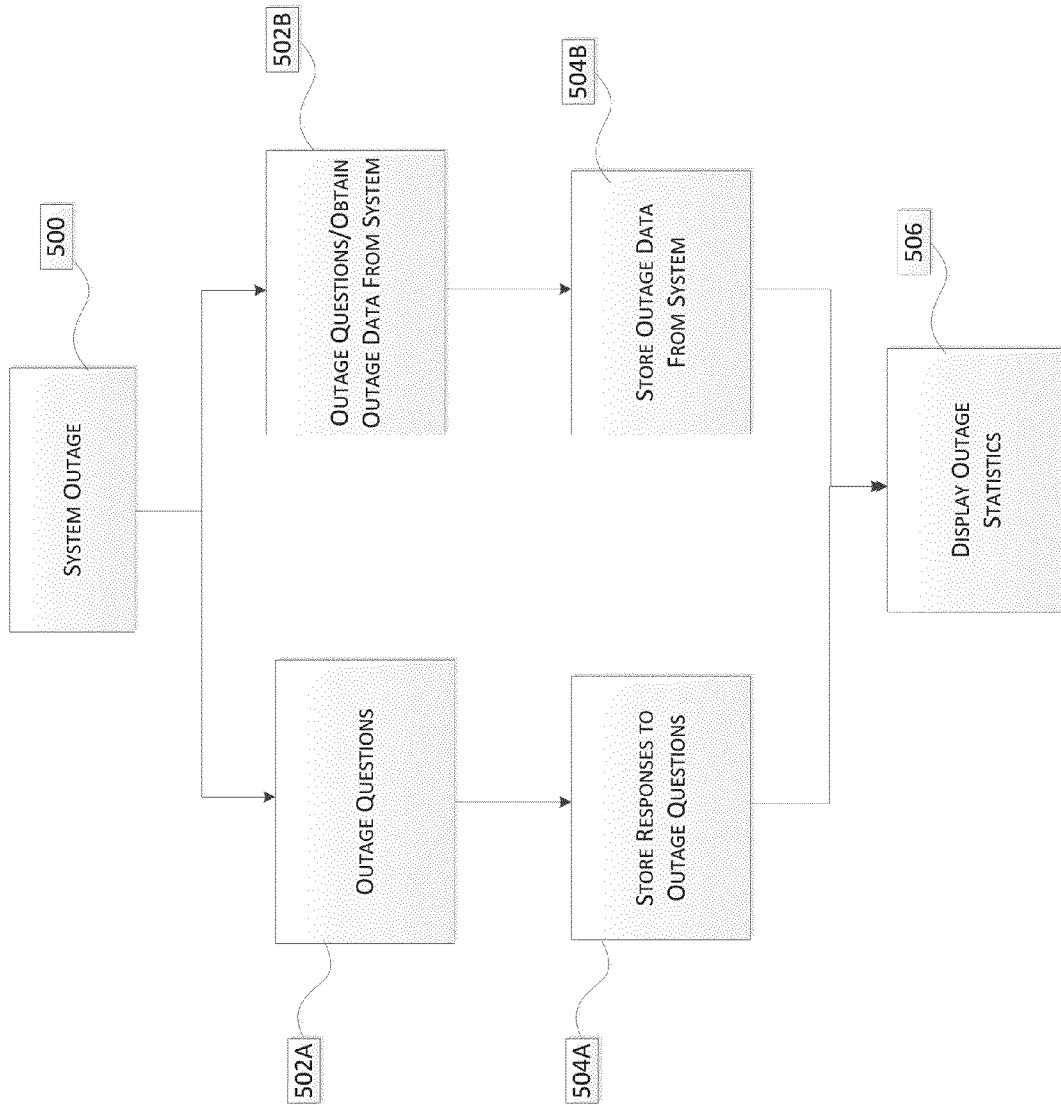 500
SYSTEM OUTAGE
502A
OUTAGE QUESTIONS
502B
OUTAGE QUESTIONS/OBTAIN
OUTAGE DATA FROM SYSTEM
504A
STORE RESPONSES TO
OUTAGE QUESTIONS
504B
STORE OUTAGE DATA
FROM SYSTEM
506
DISPLAY OUTAGE
STATISTICS